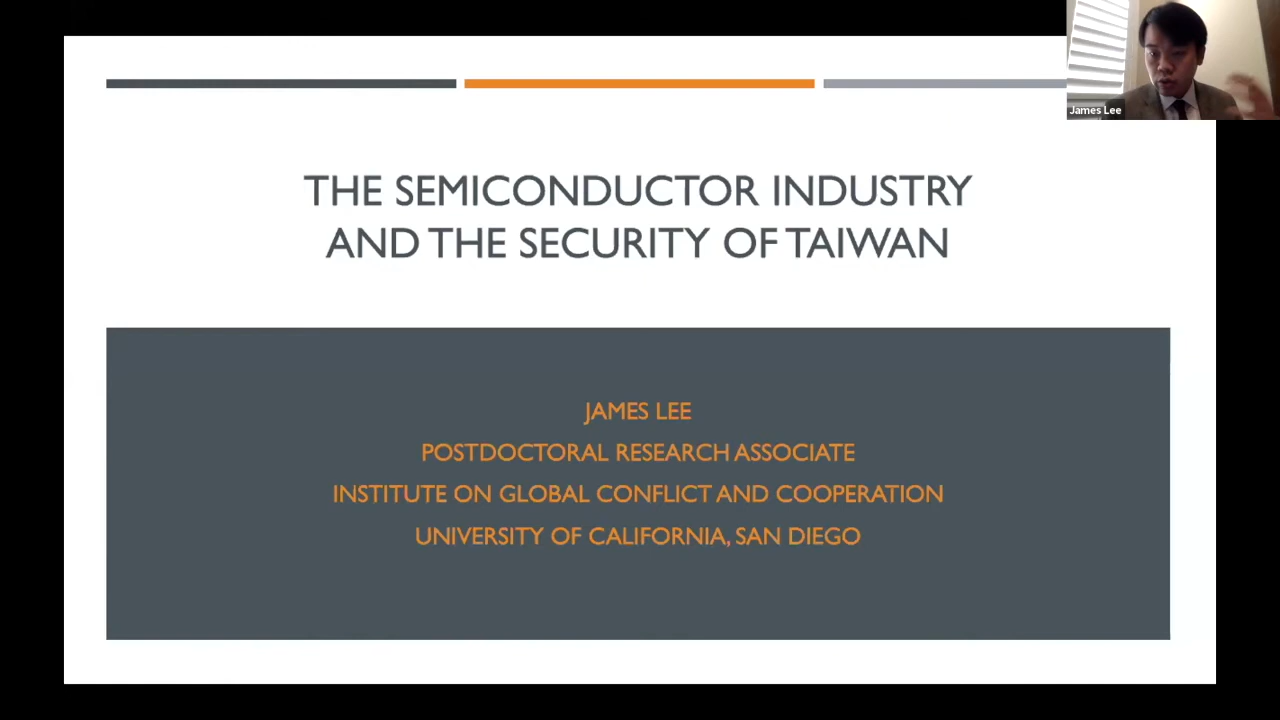 James Lee
THE SEMICONDUCTOR INDUSTRY
AND THE SECURITY OF TAIWAN
JAMES LEE
POSTDOCTORAL RESEARCH ASSOCIATE
INSTITUTE ON GLOBAL CONFLICT AND COOPERATION
UNIVERSITY OF CALIFORNIA, SAN DIEGO